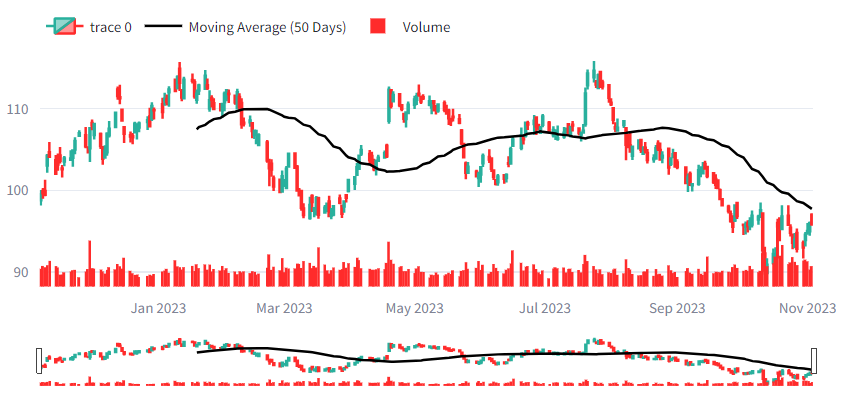 trace 0 Moving Average (50 Days) Volume
110
100
90
Jan 2023 Mar 2023 May 2023 Jul 2023 Sep 2023 Nov 2023